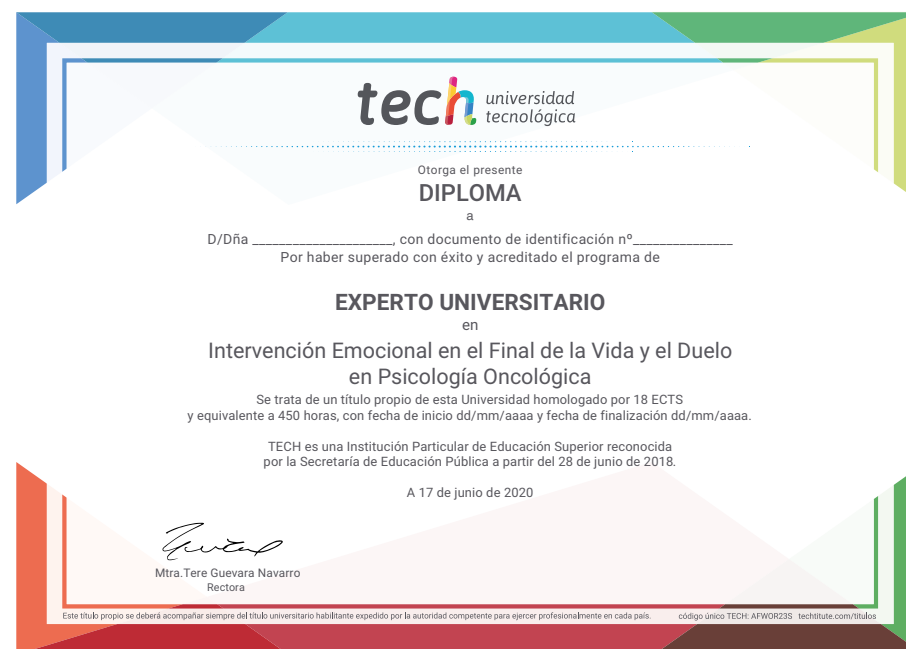 tech universidad
tecnológica
Otorga el presente
DIPLOMA
a
D/Dña ______________________, con documento de identificación nº_______________
Por haber superado con éxito y acreditado el programa de
EXPERTO UNIVERSITARIO
en
Intervención Emocional en el Final de la Vida y el Duelo
en Psicología Oncológica
Se trata de un título propio de esta Universidad homologado por 18 ECTS
y equivalente a 450 horas, con fecha de inicio dd/mm/aaaa y fecha de finalización dd/mm/aaaa.
TECH es una Institución Particular de Educación Superior reconocida
por la Secretaría de Educación Pública a partir del 28 de junio de 2018.
A 17 de junio de 2020
Mtra.Tere Guevara Navarro
Rectora
Este título propio se deberá acompañar siempre del título universitario habilitante expedido por la autoridad competente para ejercer profesionalmente en cada país. código único TECH: AFWOR23S techtitute.com/titulos